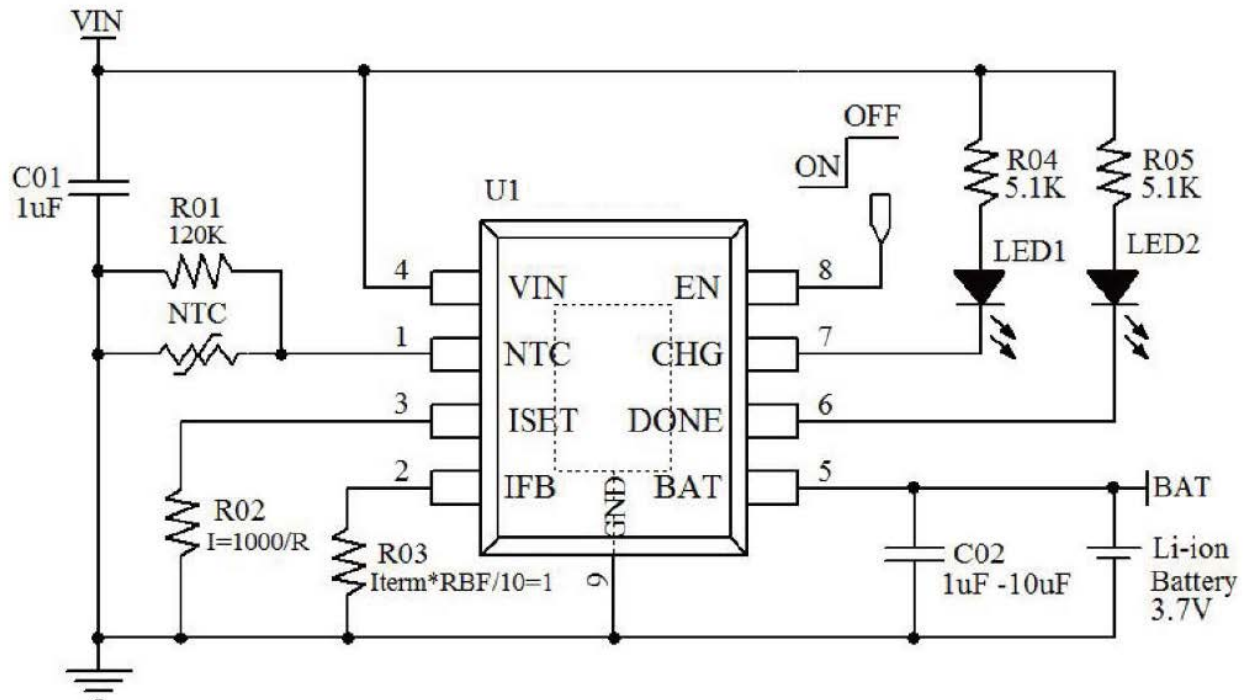 VIN
OFF
ON
C01
1uF
R01
120K
NTC
U1
R04
5.1K
R05
5.1K
LED1
LED2
4
VIN
EN
8
1
NTC
CHG
7
3
ISET
DONE
6
2
IFB
GND
BAT
5
BAT
R02
I=1000/R
R03
Iterm*RBF/10=1
9
C02
1uF -10uF
Li-ion
Battery
3.7V